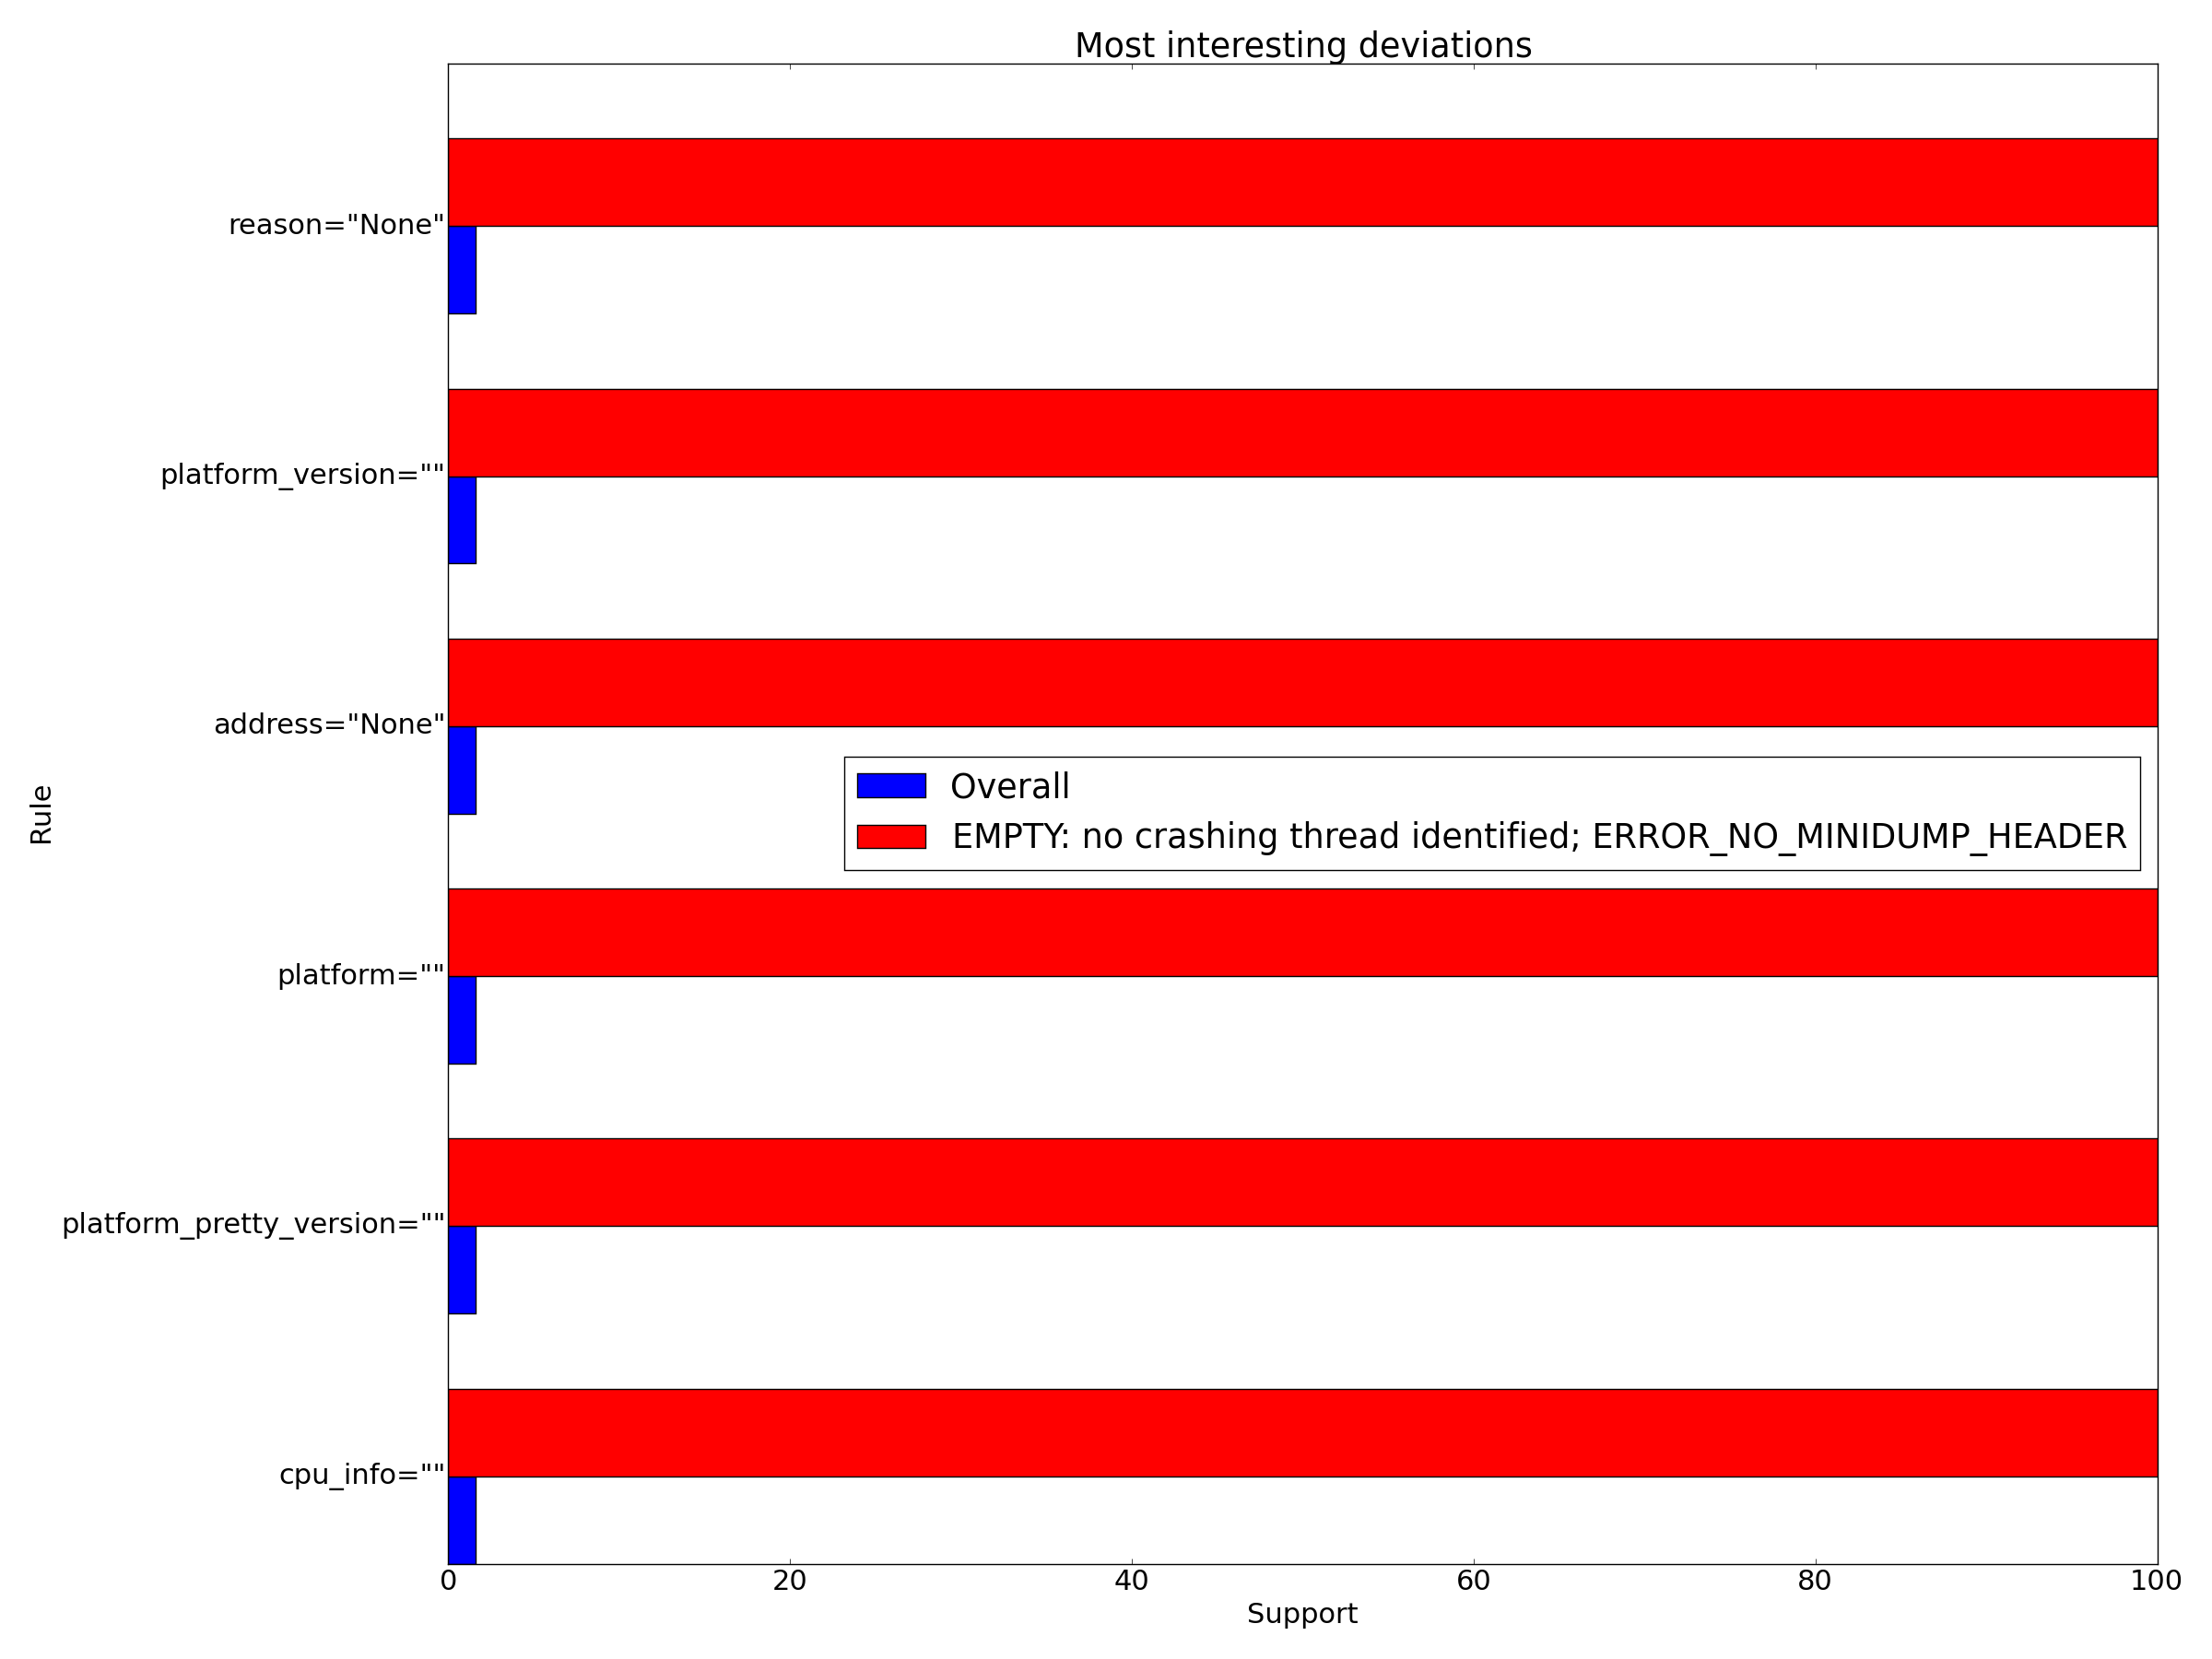 Most interesting deviations
reason="None"
platform_version=""
address="None"
Overall
EMPTY: no crashing thread identified; ERROR_NO_MINIDUMP_HEADER
Rule
platform=""
platform_pretty_version=""
cpu_info=""
0 20 40 60 80 100
Support